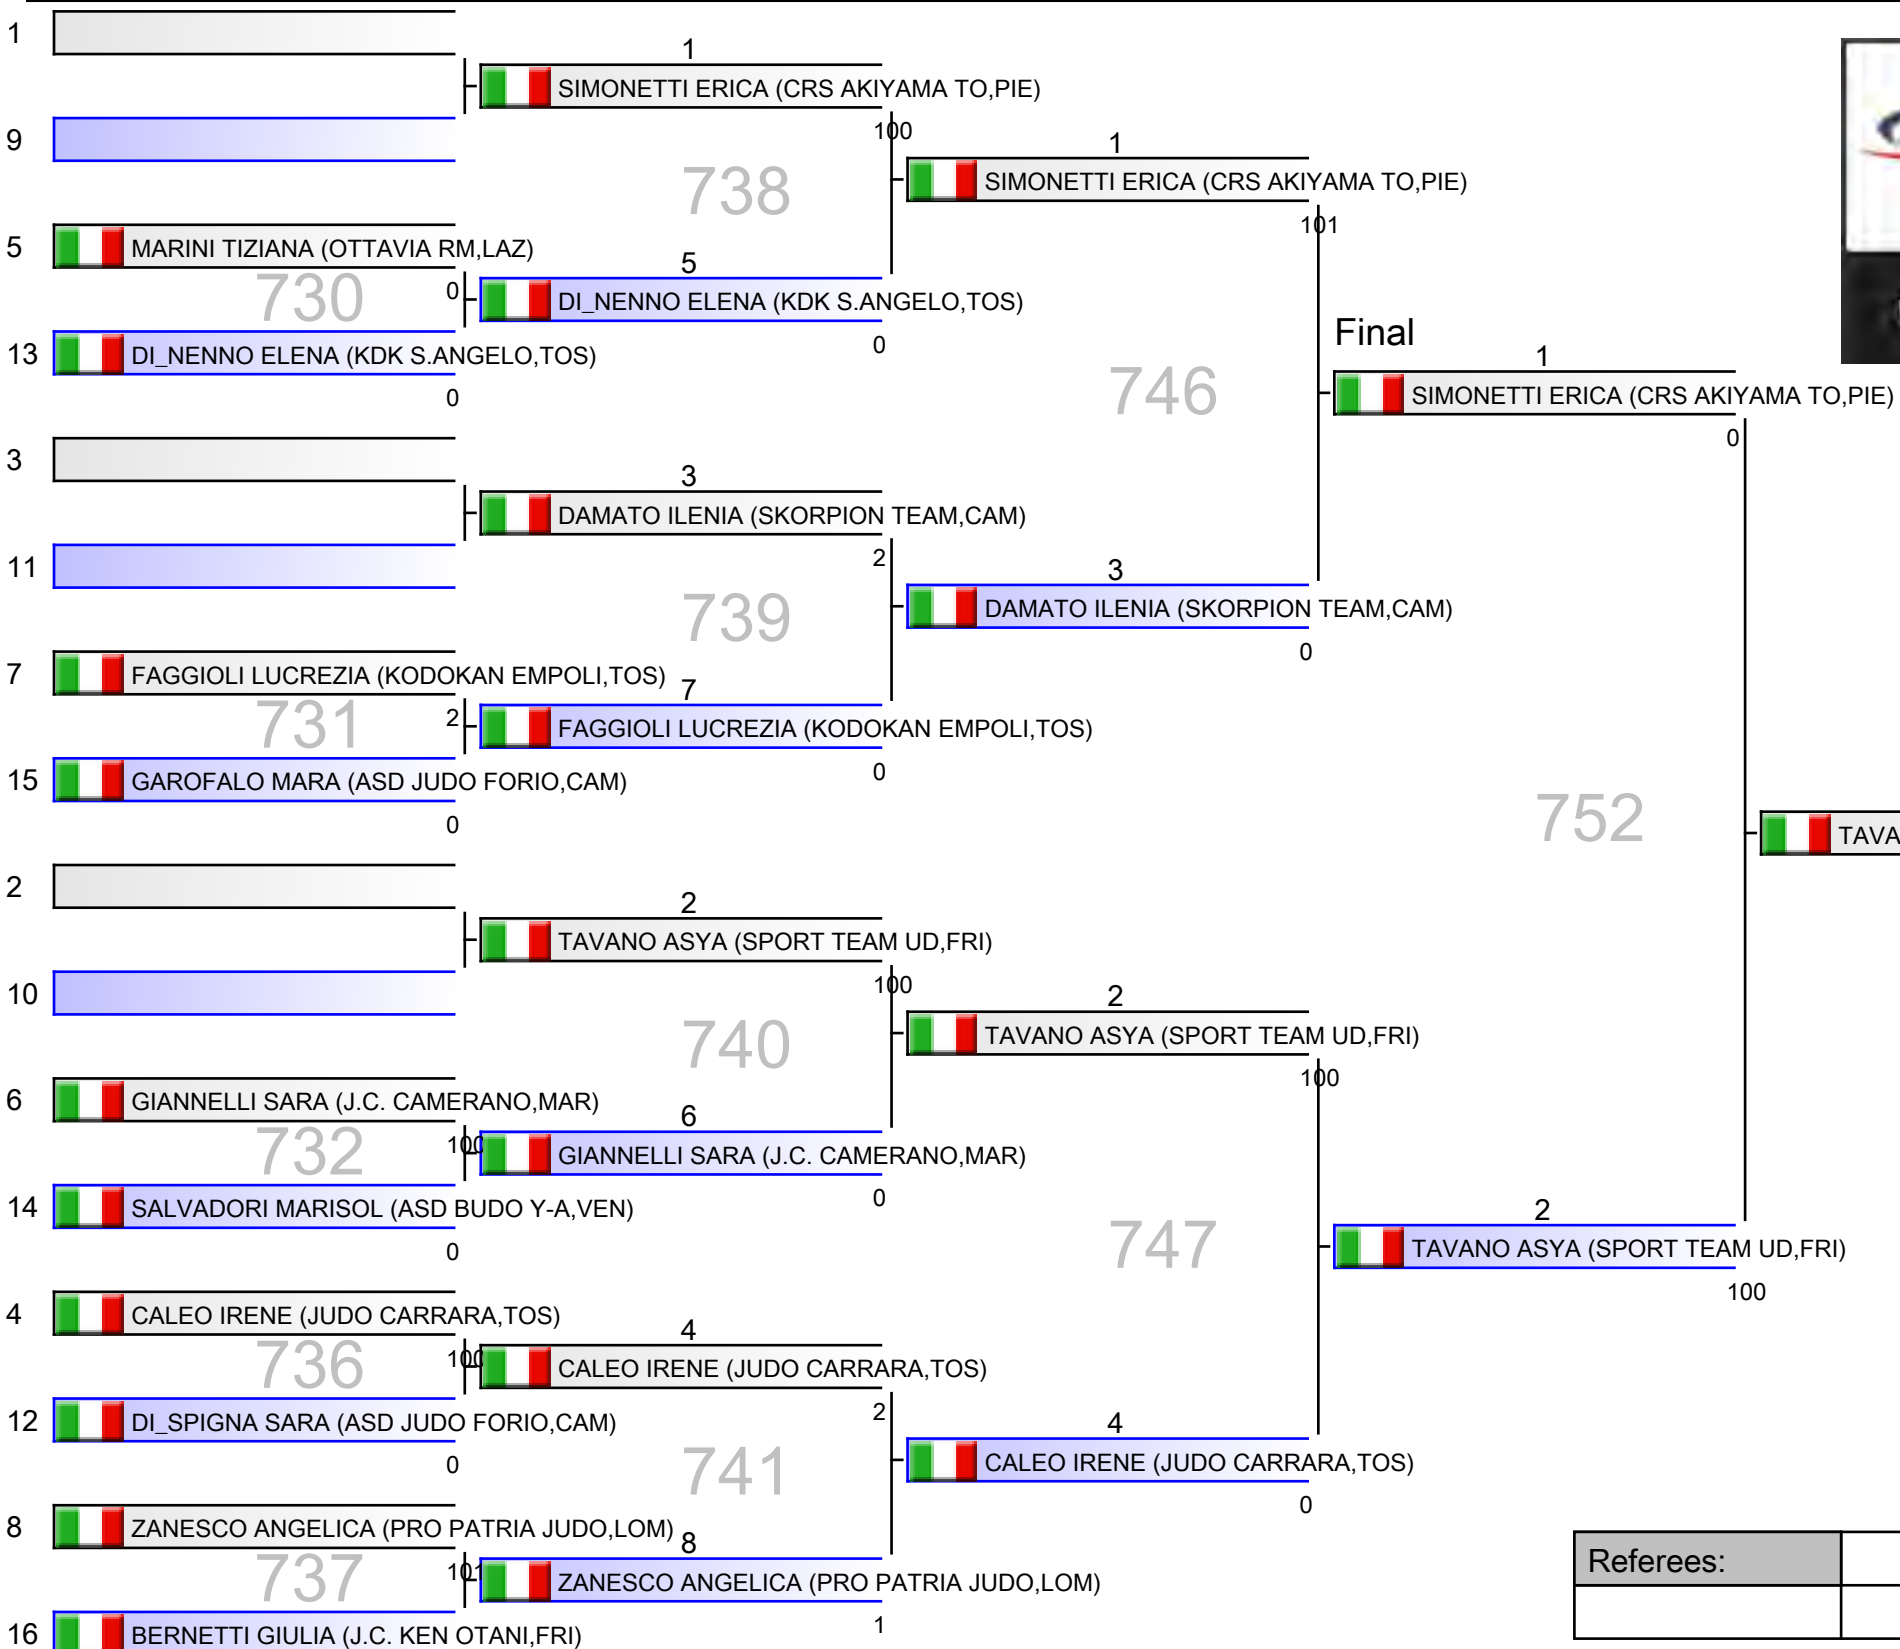 1
1
SIMONETTI ERICA (CRS AKIYAMA TO,PIE)
100
9
1
738
SIMONETTI ERICA (CRS AKIYAMA TO,PIE)
101
5
MARINI TIZIANA (OTTAVIA RM,LAZ)
0
730
5
DI_NENNO ELENA (KDK S.ANGELO,TOS)
0
13
DI_NENNO ELENA (KDK S.ANGELO,TOS)
0
Final
746
1
SIMONETTI ERICA (CRS AKIYAMA TO,PIE)
0
3
3
DAMATO ILENIA (SKORPION TEAM,CAM)
2
11
3
739
DAMATO ILENIA (SKORPION TEAM,CAM)
0
7
FAGGIOLI LUCREZIA (KODOKAN EMPOLI,TOS)
2
731
7
FAGGIOLI LUCREZIA (KODOKAN EMPOLI,TOS)
0
15
GAROFALO MARA (ASD JUDO FORIO,CAM)
0
752
TAVA
2
2
TAVANO ASYA (SPORT TEAM UD,FRI)
100
10
2
740
TAVANO ASYA (SPORT TEAM UD,FRI)
100
6
GIANNELLI SARA (J.C. CAMERANO,MAR)
100
732
6
GIANNELLI SARA (J.C. CAMERANO,MAR)
0
14
SALVADORI MARISOL (ASD BUDO Y-A,VEN)
0
747
2
TAVANO ASYA (SPORT TEAM UD,FRI)
100
4
CALEO IRENE (JUDO CARRARA,TOS)
100
736
4
CALEO IRENE (JUDO CARRARA,TOS)
2
12
DI_SPIGNA SARA (ASD JUDO FORIO,CAM)
0
741
4
CALEO IRENE (JUDO CARRARA,TOS)
0
8
ZANESCO ANGELICA (PRO PATRIA JUDO,LOM)
101
737
8
ZANESCO ANGELICA (PRO PATRIA JUDO,LOM)
1
16
BERNETTI GIULIA (J.C. KEN OTANI,FRI)
Referees: